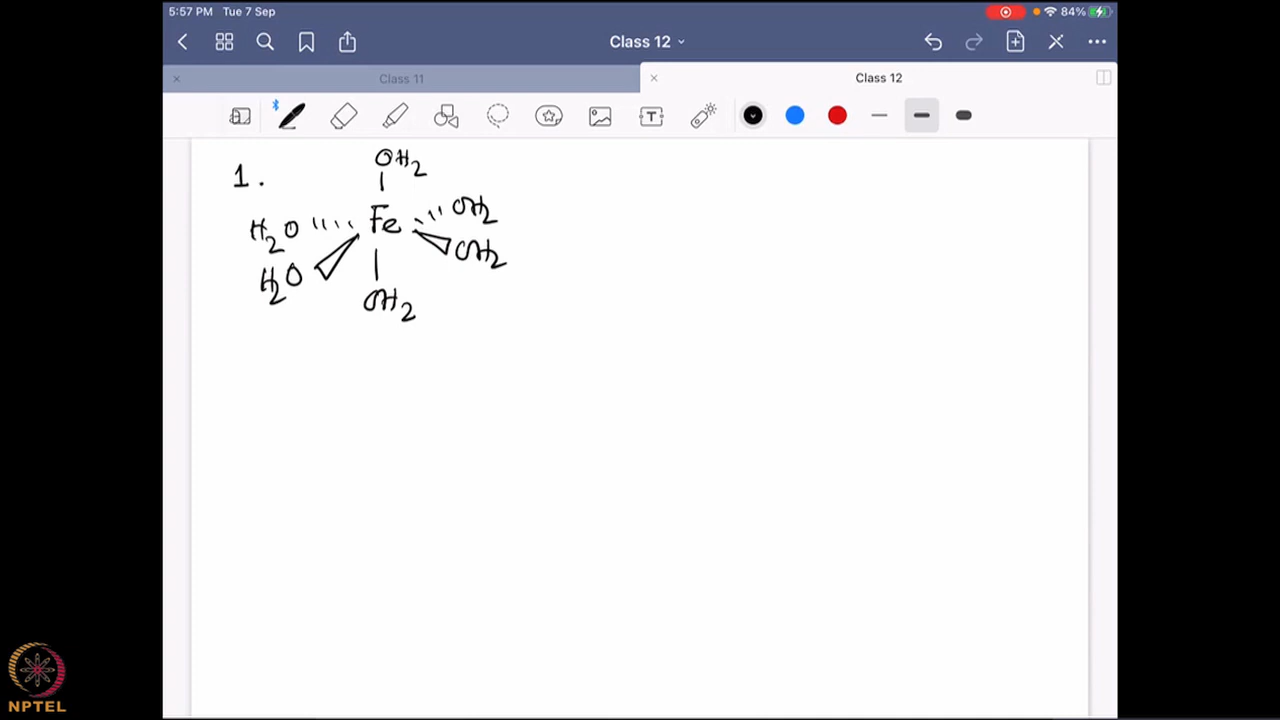 5:57 PM Tue 7 Sep 84%
Class 12
Class 11 Class 12
T
1.
OH2
H2O Fe OH2
H2O OH2
OH2
NPTEL